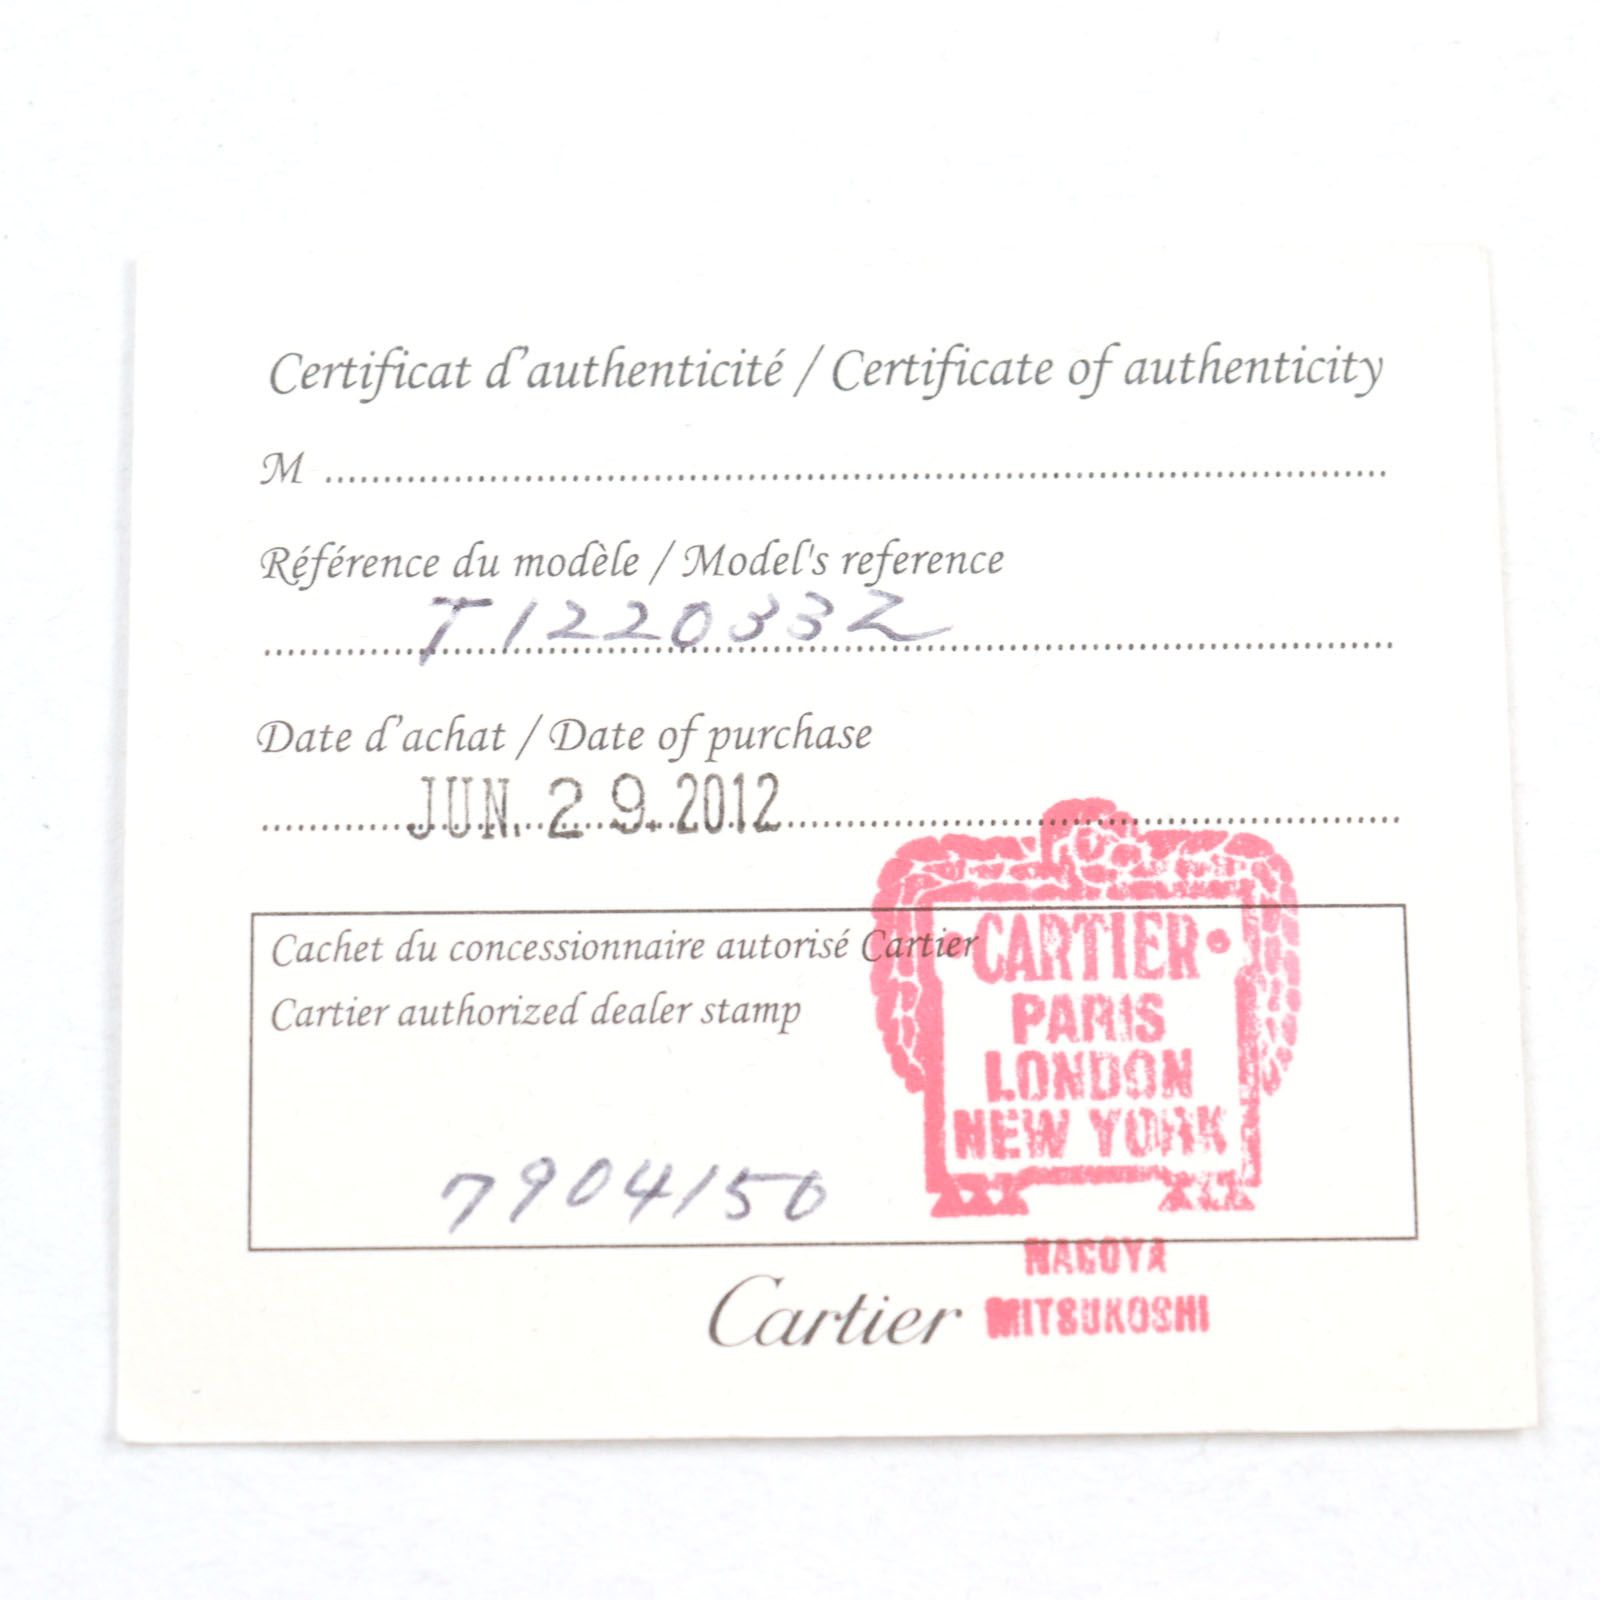 Certificat d'authenticité / Certificate of authenticity
M ........................................
Référence du modèle / Model's reference
T1220332
Date d'achat / Date of purchase
JUN. 29. 2012
Cachet du concessionnaire autorisé Cartier
Cartier authorized dealer stamp
•CARTIER•
PARIS
LONDON
NEW YORK
7904150
NAGOYA
MITSUKOSHI
Cartier